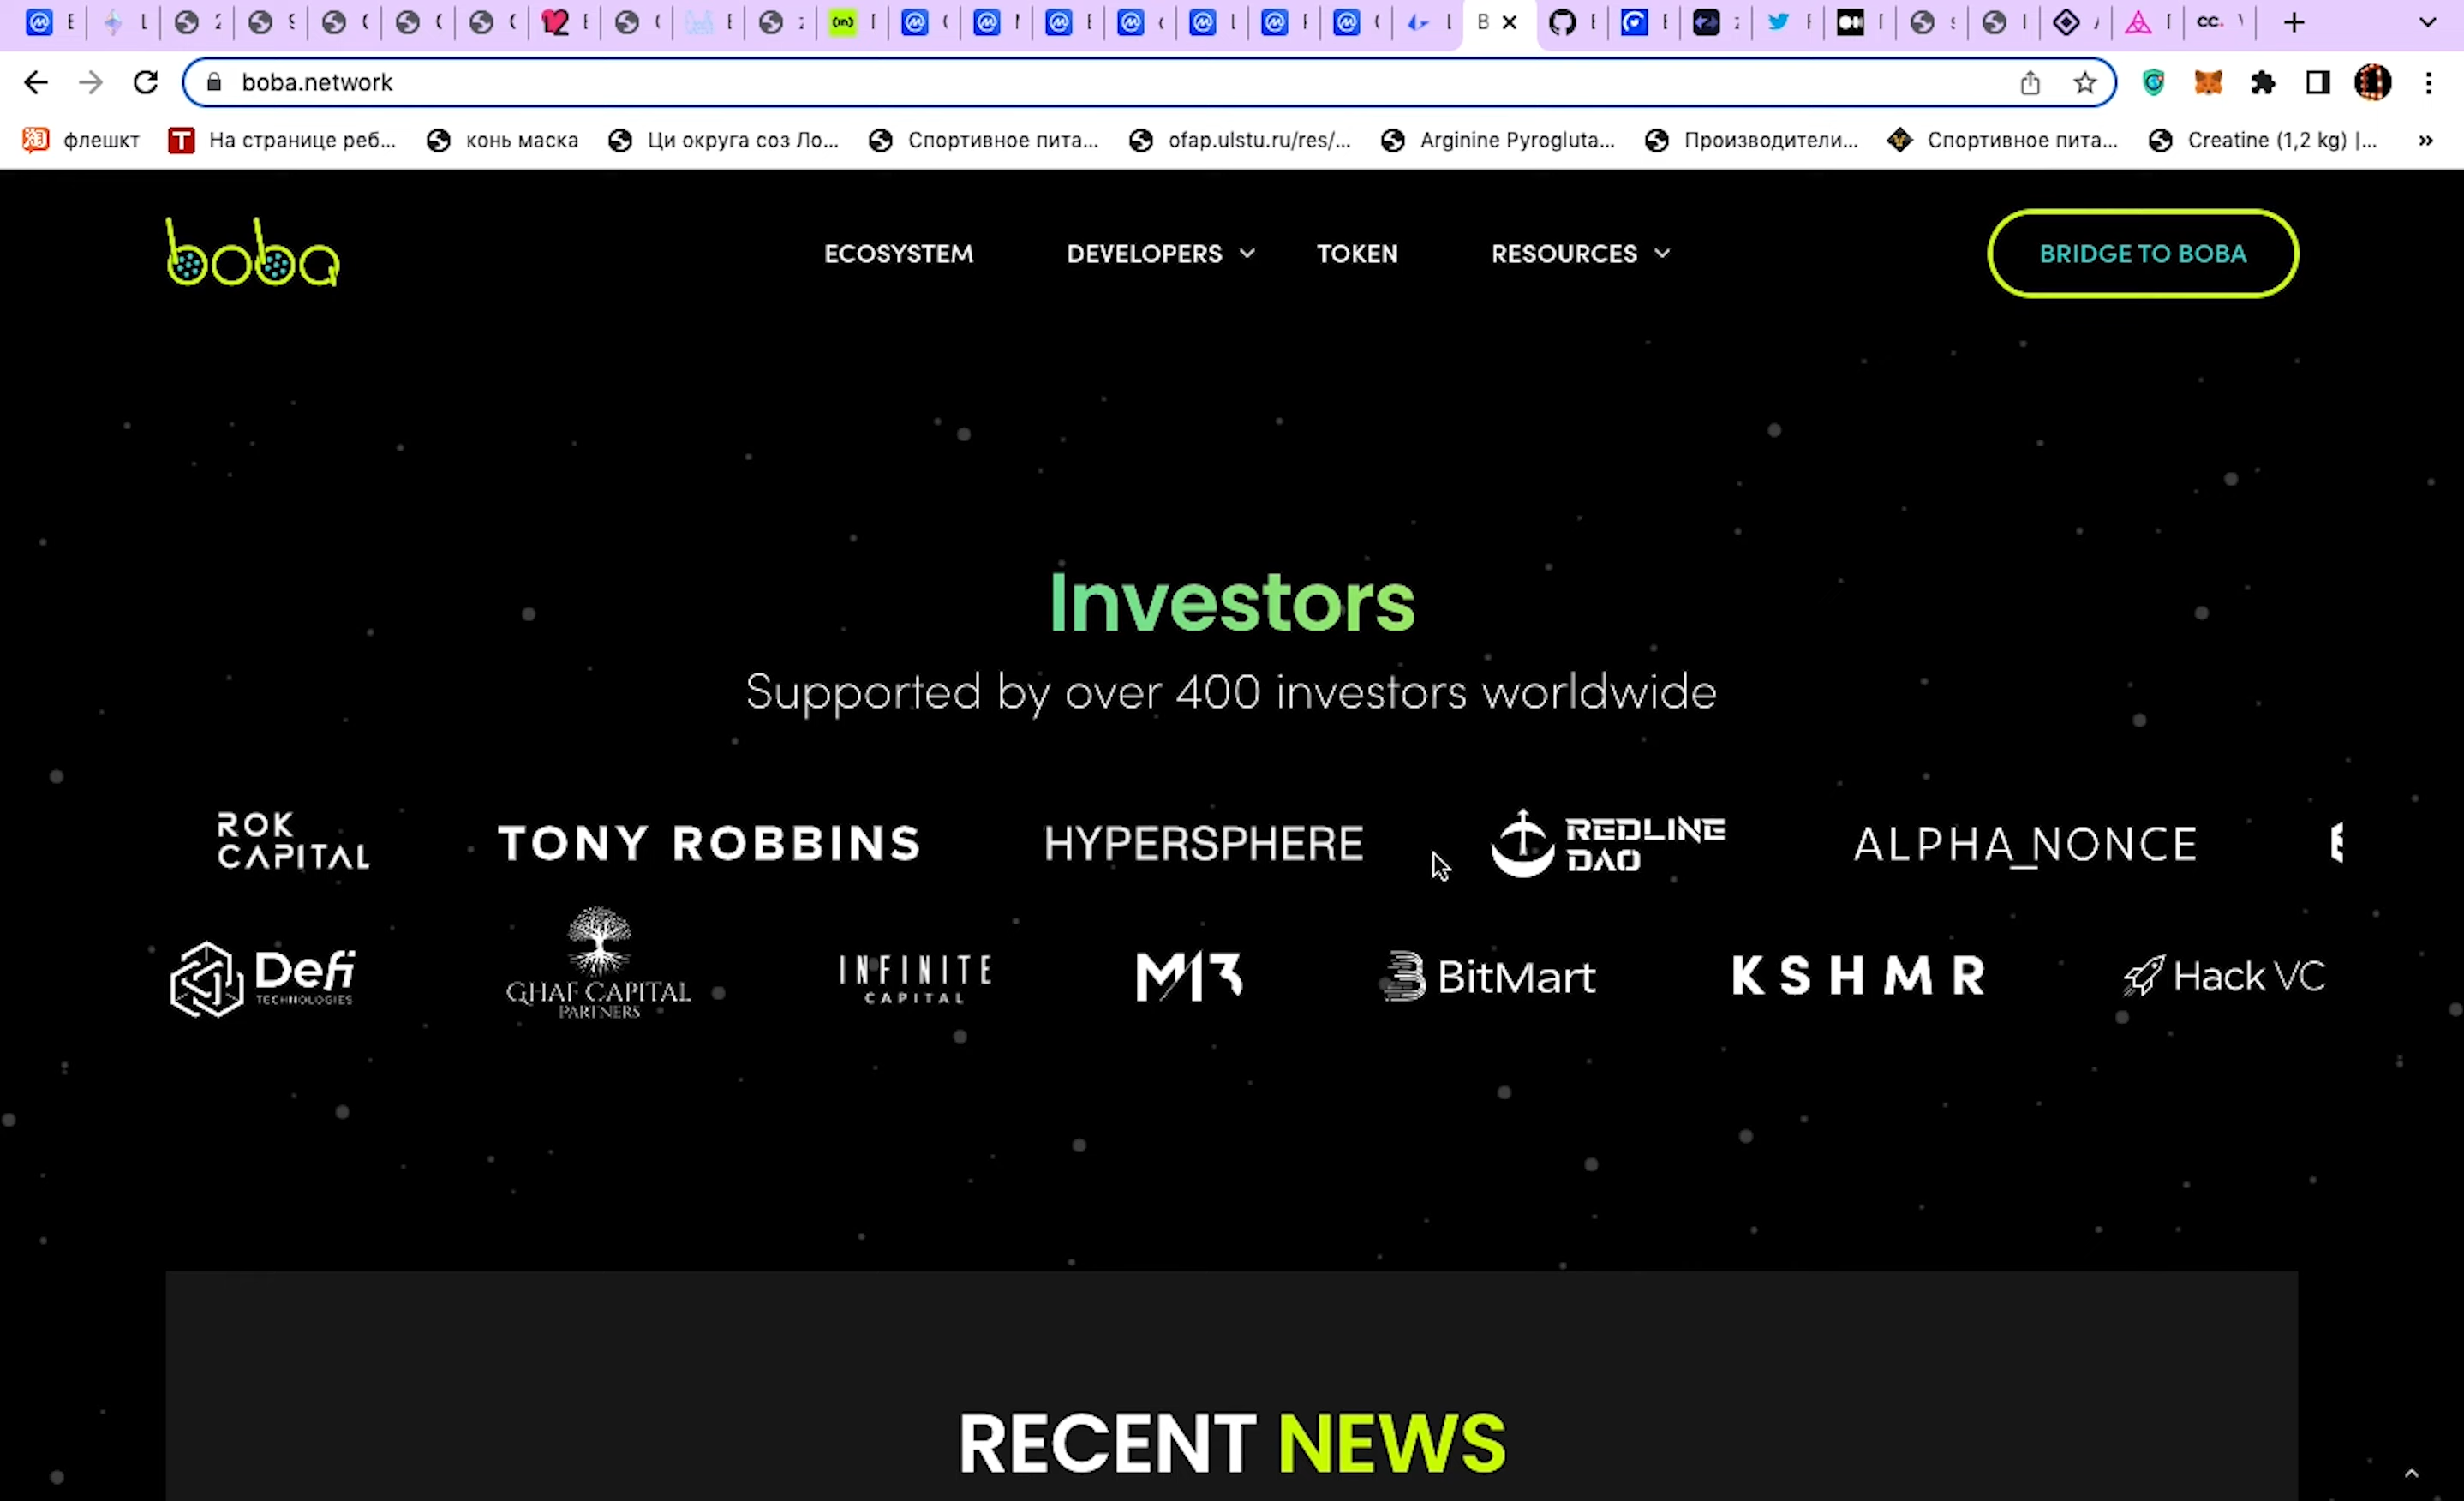 boba.network
флешкт
На странице реб...
конь маска
Ци округа соз Ло...
Спортивное пита...
ofap.ulstu.ru/res/...
Arginine Pyrogluta...
Производители...
Спортивное пита...
Creatine (1,2 kg) |...
boba
ECOSYSTEM
DEVELOPERS
TOKEN
RESOURCES
BRIDGE TO BOBA
Investors
Supported by over 400 investors worldwide
ROK
CAPITAL
TONY ROBBINS
HYPERSPHERE
REDLINE
DAO
ALPHA_NONCE
Defi
TECHNOLOGIES
GHAF CAPITAL
PARTNERS
INFINITE
CAPITAL
M13
BitMart
KSHMR
Hack VC
RECENT NEWS